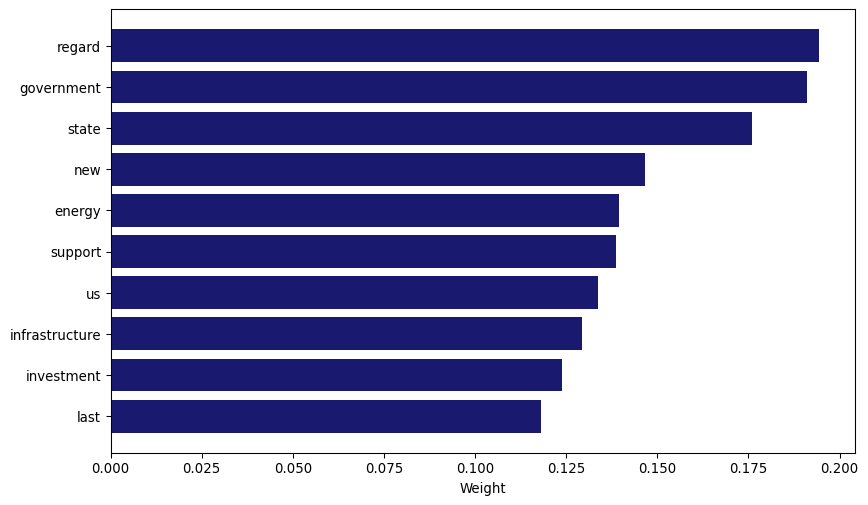 regard
government
state
new
energy
support
us
infrastructure
investment
last
0.000 0.025 0.050 0.075 0.100 0.125 0.150 0.175 0.200
Weight